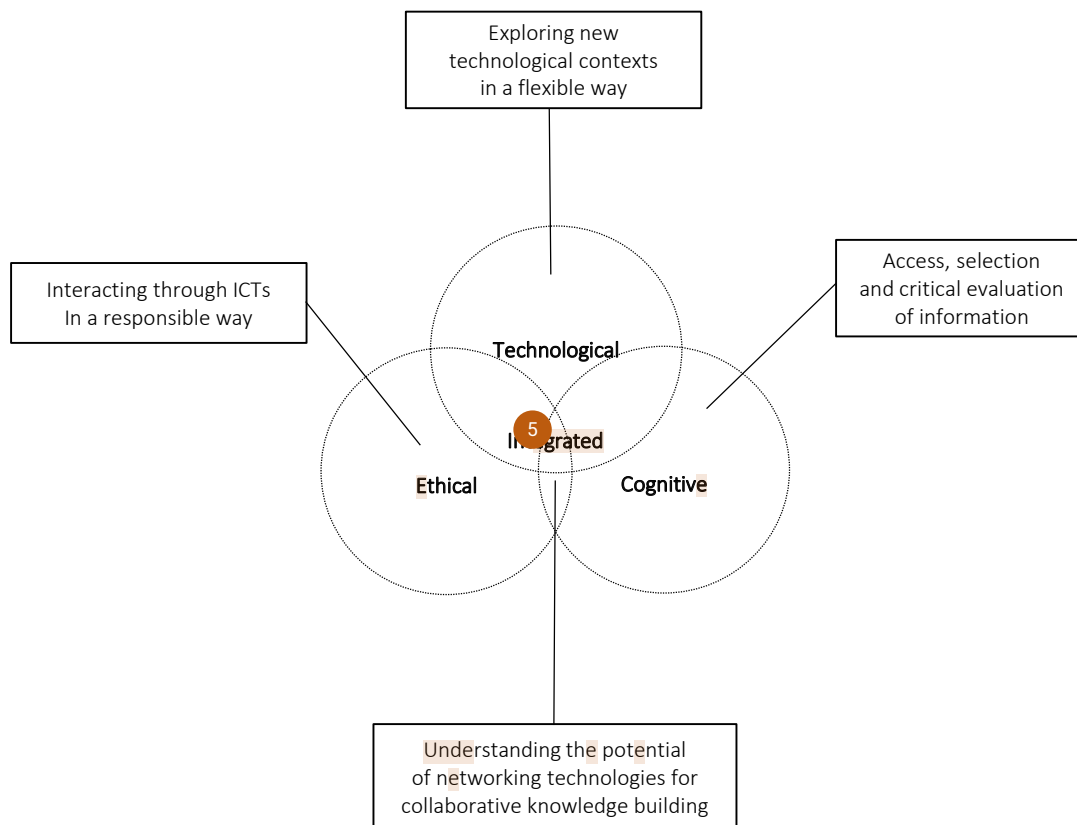 Exploring new
technological contexts
in a flexible way
Interacting through ICTs
In a responsible way
Access, selection
and critical evaluation
of information
Technological
5
Integrated
Ethical
Cognitive
Understanding the potential
of networking technologies for
collaborative knowledge building